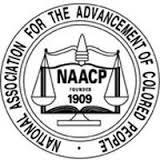 NATIONAL ASSOCIATION FOR THE ADVANCEMENT OF COLORED PEOPLE
NAACP
FOUNDED
1909